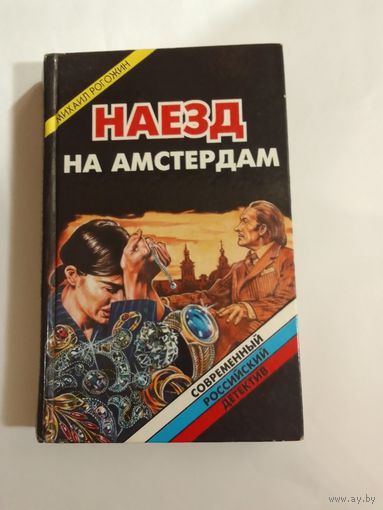 МИХАИЛ РОГОЖИН
НАЕЗД
НА АМСТЕРДАМ
СОВРЕМЕННЫЙ
РОССИЙСКИЙ
ДЕТЕКТИВ
www.ay.by